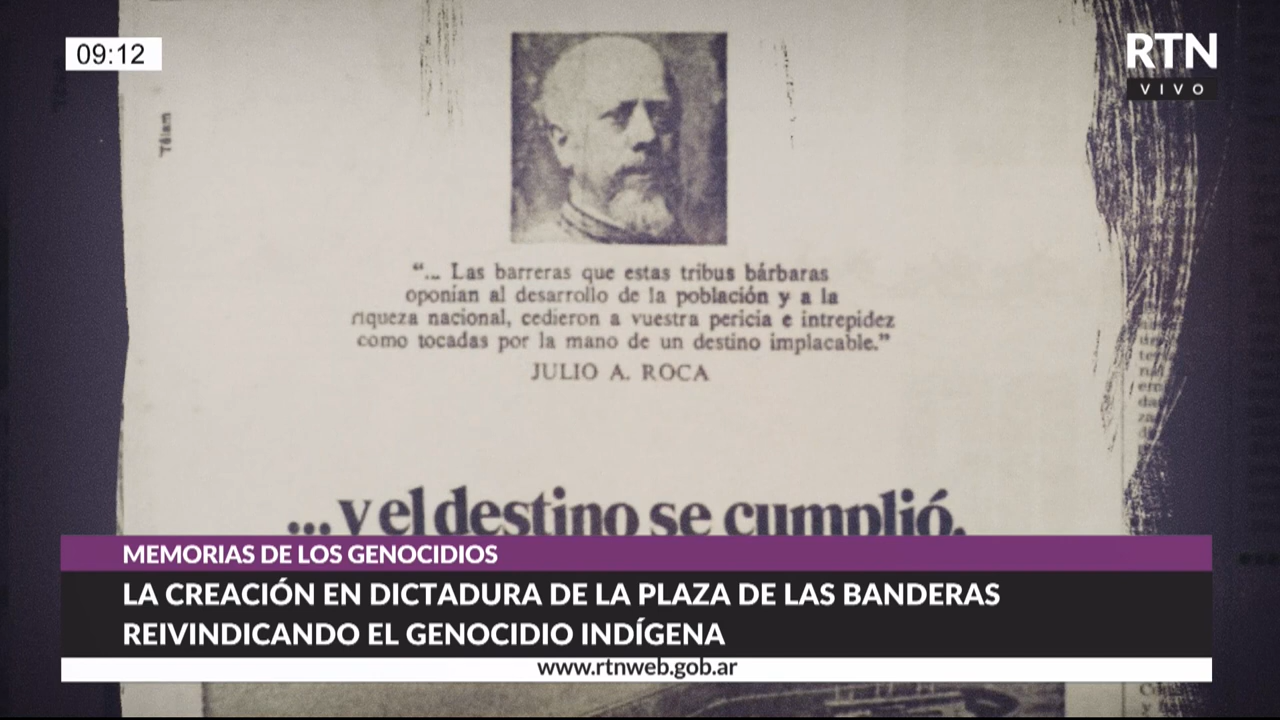 09:12
RTN
VIVO
Télam
"... Las barreras que estas tribus bárbaras
oponían al desarrollo de la población y a la
riqueza nacional, cedieron a vuestra pericia e intrepidez
como tocadas por la mano de un destino implacable."
JULIO A. ROCA
...y el destino se cumplió.
MEMORIAS DE LOS GENOCIDIOS
LA CREACIÓN EN DICTADURA DE LA PLAZA DE LAS BANDERAS
REIVINDICANDO EL GENOCIDIO INDÍGENA
www.rtnweb.gob.ar